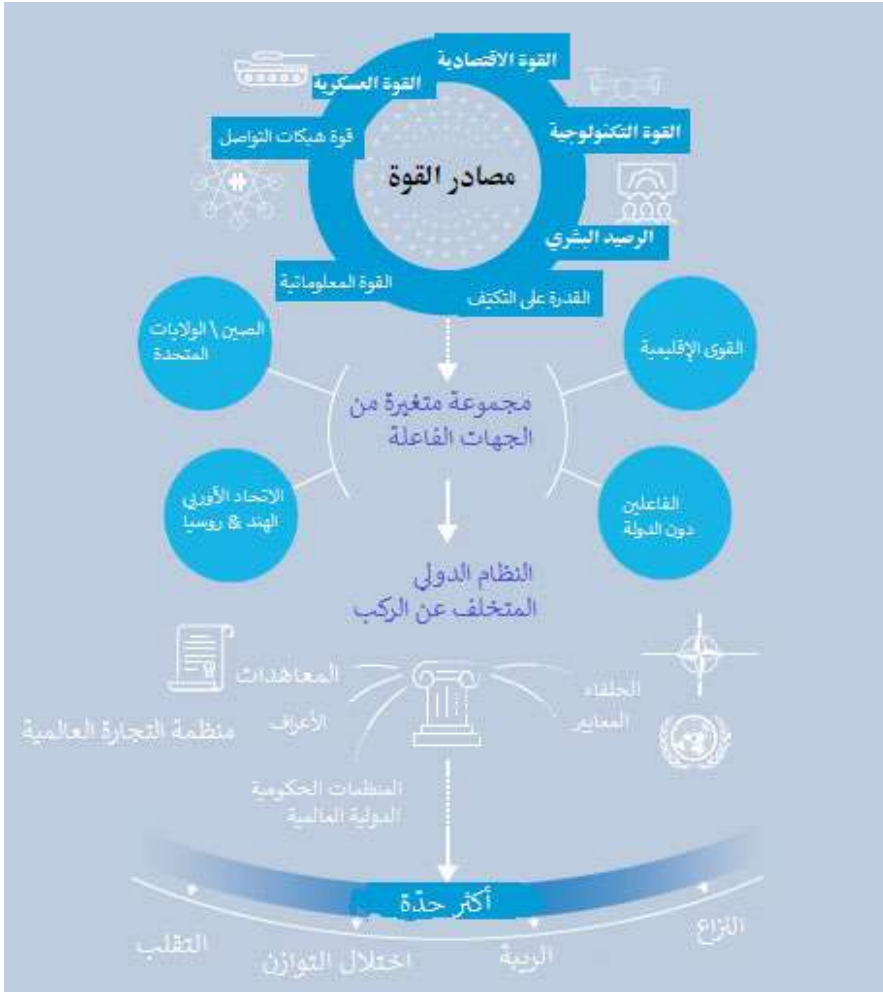 القوة الاقتصادية
القوة العسكرية
القوة التكنولوجية
قوة شبكات التواصل
مصادر القوة
الرصيد البشري
القوة المعلوماتية
القدرة على التكيف
القوى الإقليمية
الصين \ الولايات
المتحدة
مجموعة متغيرة من
الجهات الفاعلة
الفاعلين
دون الدولة
الاتحاد الأوربي
الهند & روسيا
النظام الدولي
المتخلف عن الركب
المعاهدات
الحلفاء
المعايير
الأعراف
منظمة التجارة العالمية
المنظمات الحكومية
الدولية العالمية
أكثر حدّة
النزاع
الريبة
اختلال التوازن
التقلب